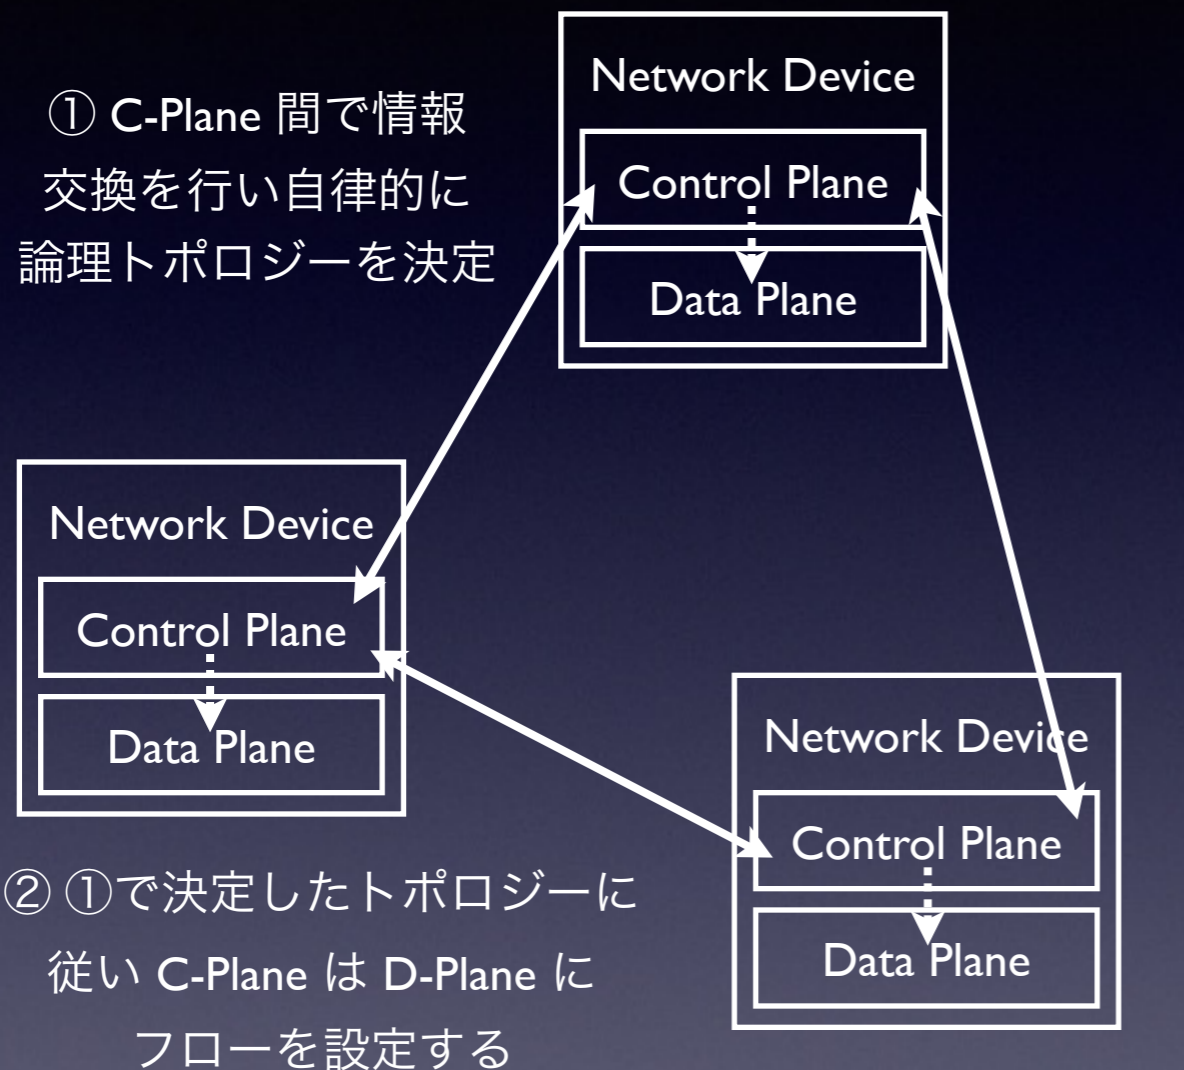 ① C-Plane 間で情報
交換を行い自律的に
論理トポロジーを決定
Network Device
Control Plane
Data Plane
Network Device
Control Plane
Data Plane
Network Device
Control Plane
Data Plane
② ①で決定したトポロジーに
従い C-Plane は D-Plane に
フローを設定する